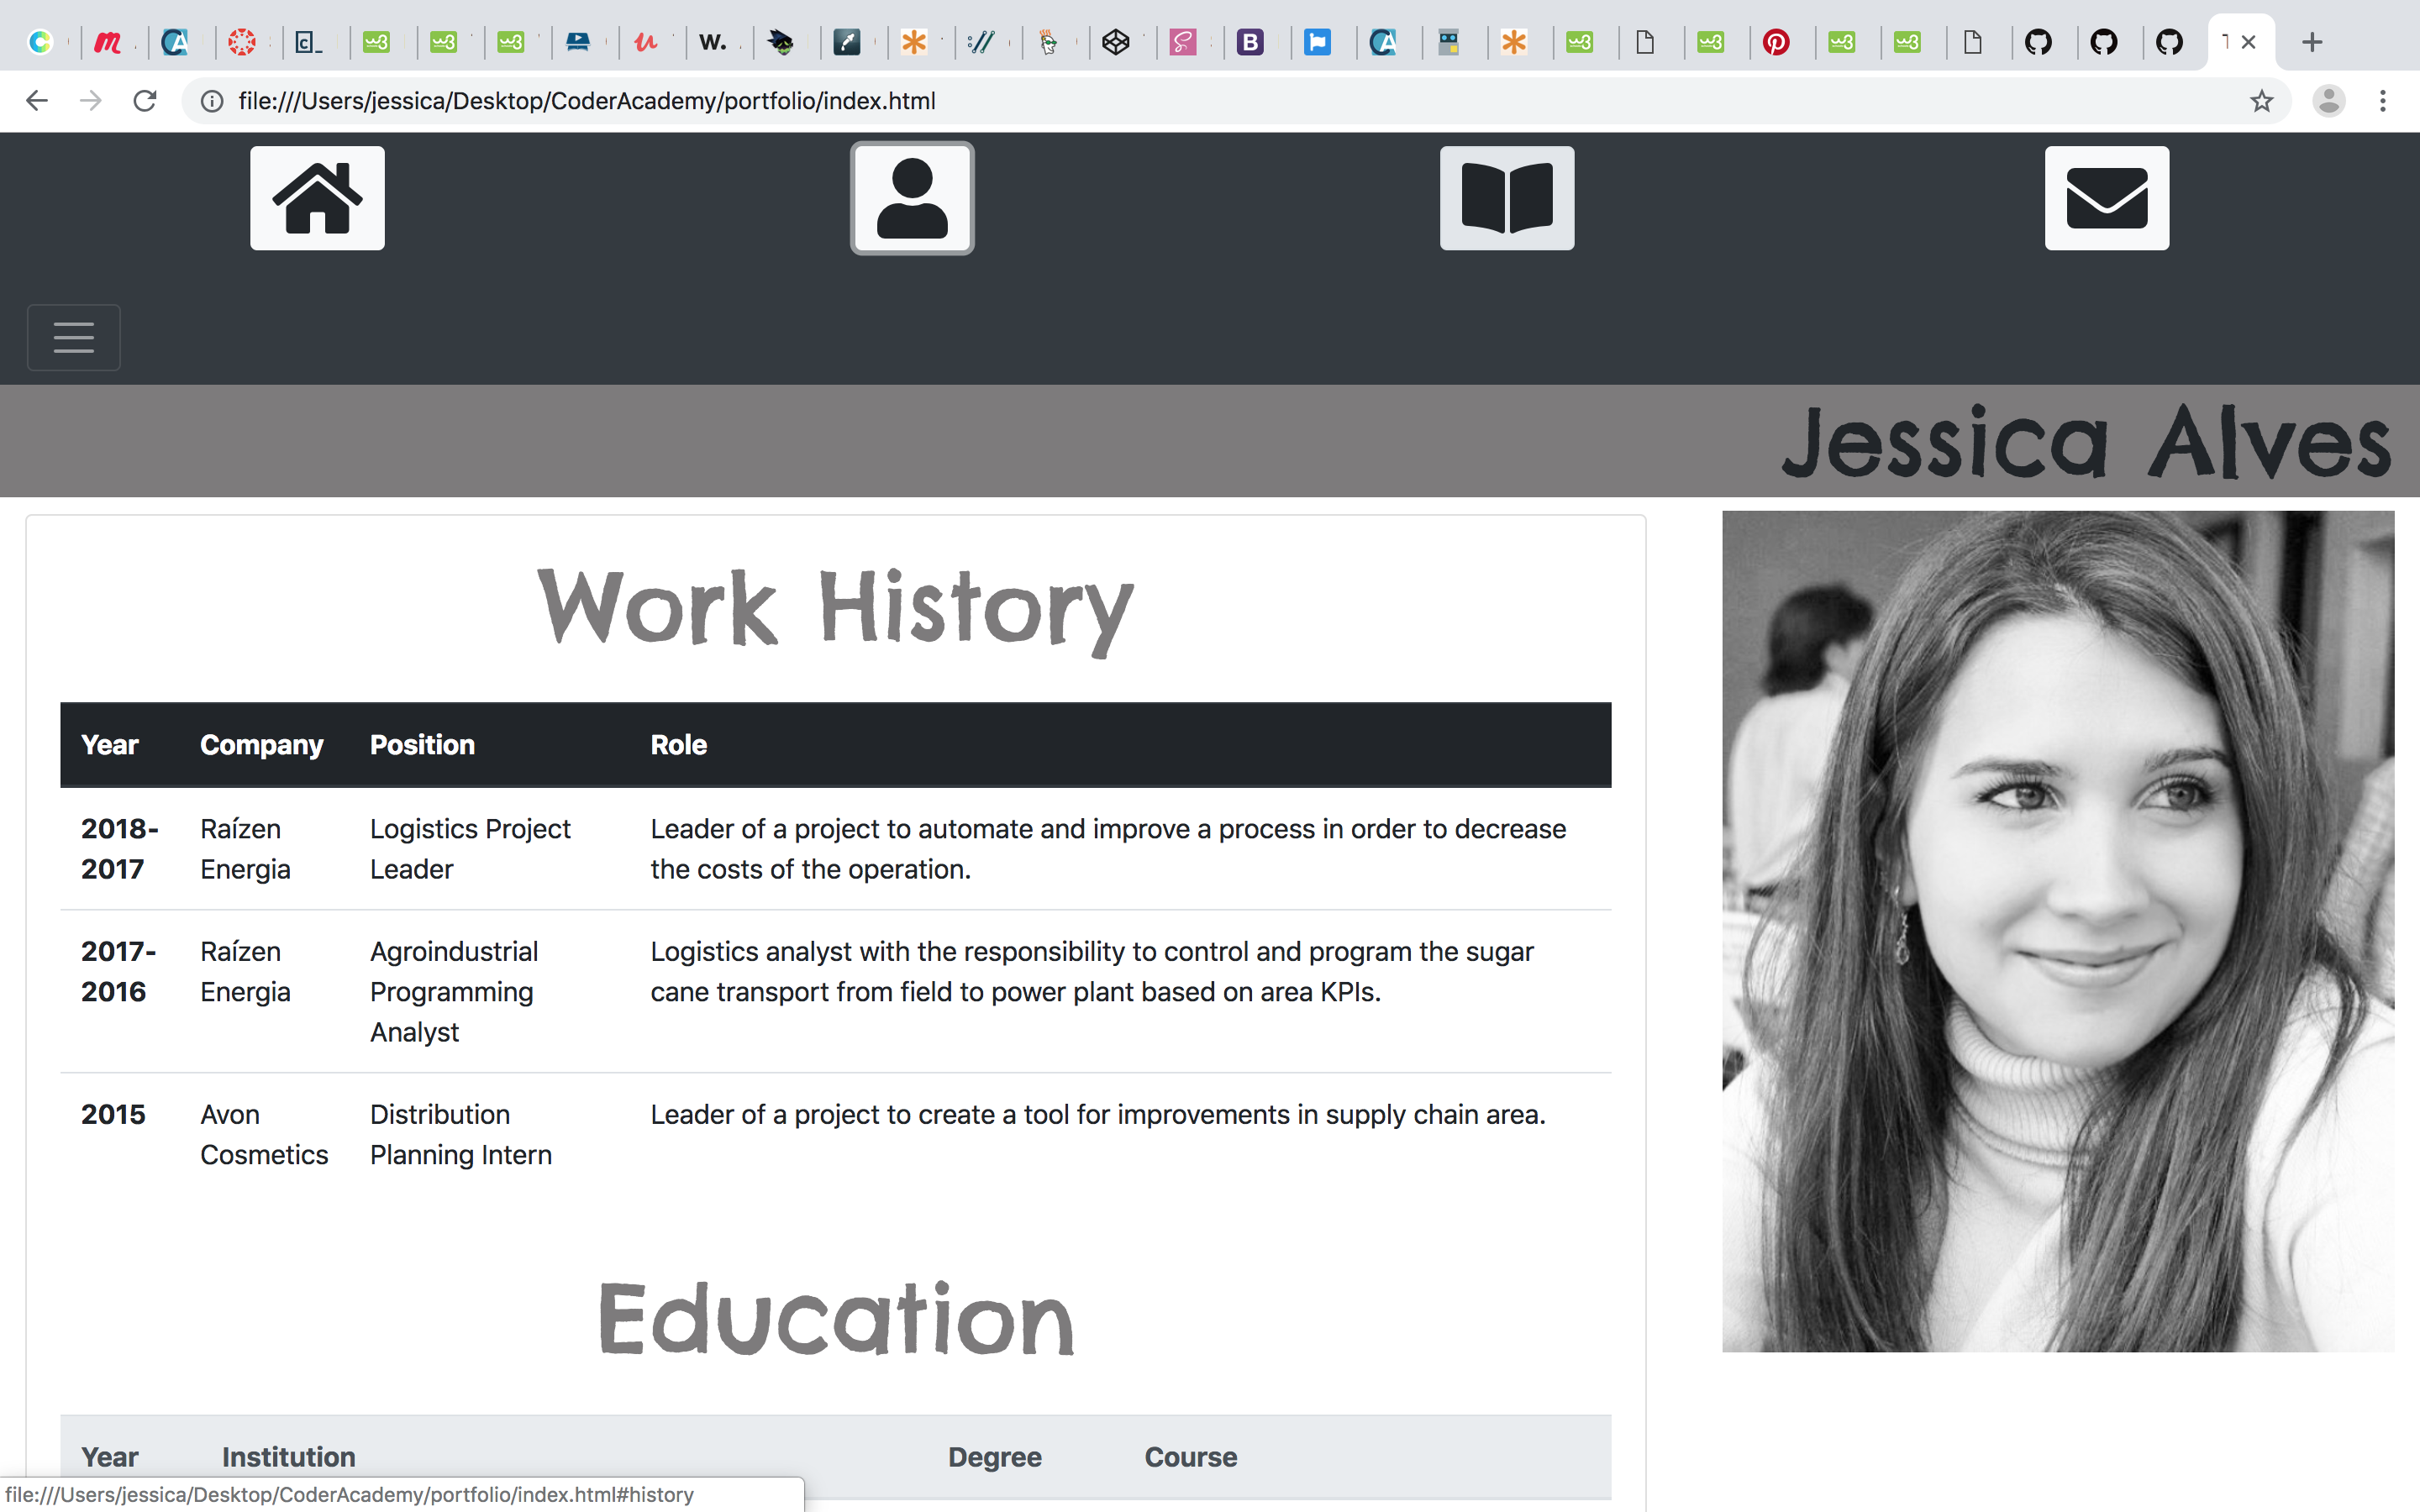 file:///Users/jessica/Desktop/CoderAcademy/portfolio/index.html
Jessica Alves
Work History
Year Company Position Role
2018- Raízen Logistics Project Leader of a project to automate and improve a process in order to decrease
2017 Energia Leader the costs of the operation.
2017- Raízen Agroindustrial Logistics analyst with the responsibility to control and program the sugar
2016 Energia Programming cane transport from field to power plant based on area KPIs.
Analyst
2015 Avon Distribution Leader of a project to create a tool for improvements in supply chain area.
Cosmetics Planning Intern
Education
Year Institution Degree Course
file:///Users/jessica/Desktop/CoderAcademy/portfolio/index.html#history